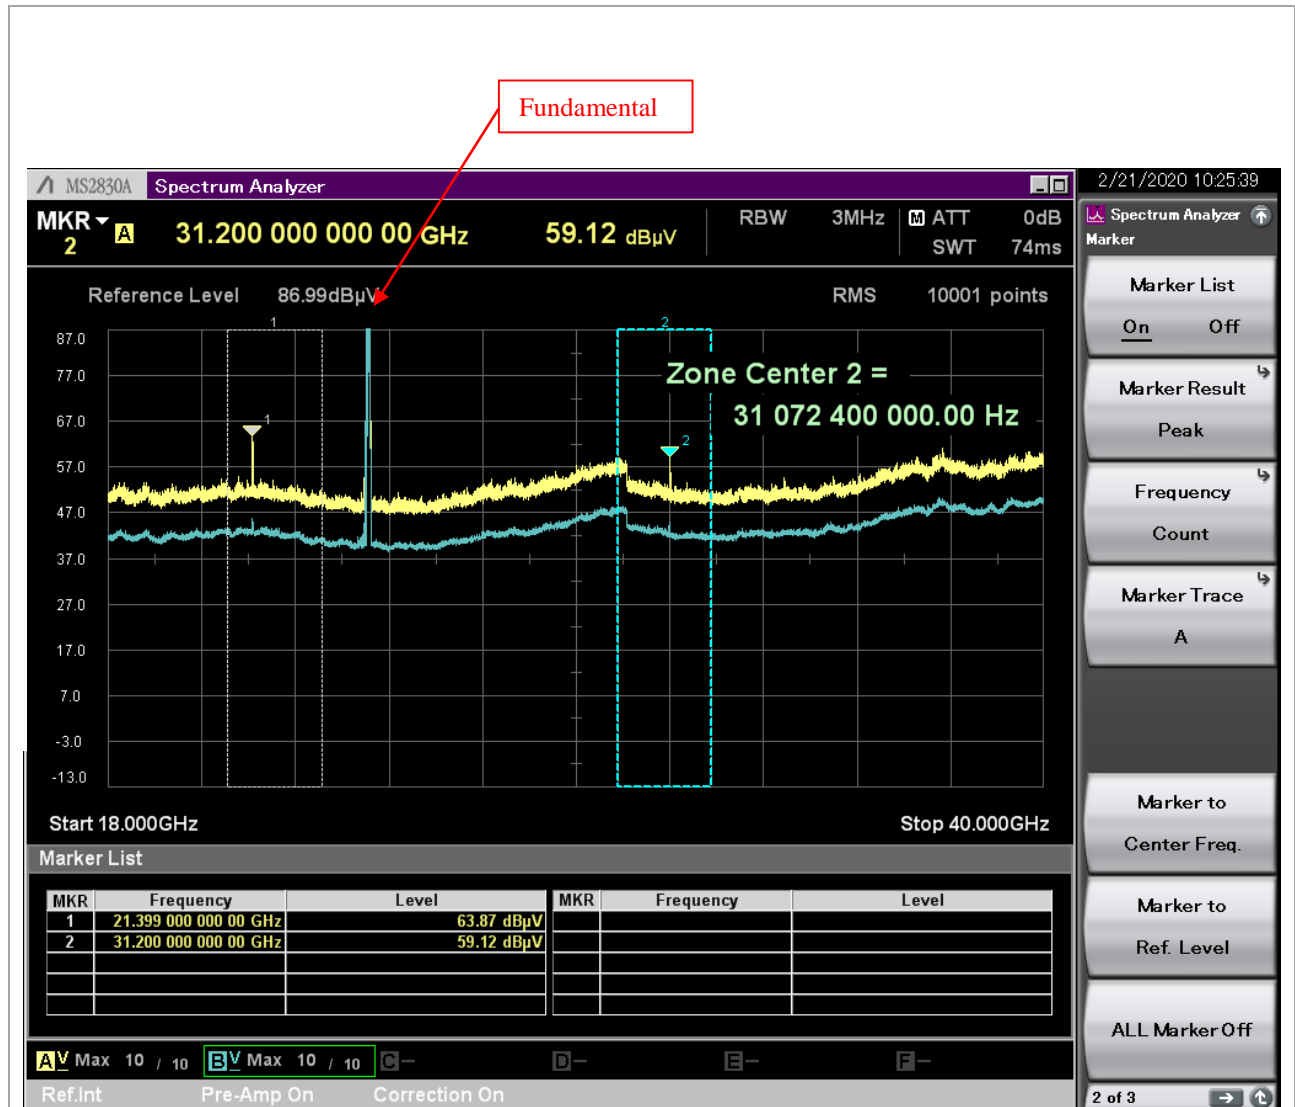 Fundamental
MS2830A Spectrum Analyzer
2/21/2020 10:25:39
MKR A 31.200 000 000 00 GHz 59.12 dBµV RBW 3MHz M ATT 0dB
2 SWT 74ms
Spectrum Analyzer
Marker
Reference Level 86.99dBµV RMS 10001 points
Marker List
On Off
1 2
87.0
Zone Center 2 =
77.0
31 072 400 000.00 Hz
67.0
1
2
57.0
47.0
37.0
27.0
17.0
7.0
-3.0
-13.0
Start 18.000GHz Stop 40.000GHz
Marker Result
Peak
Frequency
Count
Marker Trace
A
Marker to
Center Freq.
Marker to
Ref. Level
ALL Marker Off
Marker List
MKR Frequency Level MKR Frequency Level
1 21.399 000 000 00 GHz 63.87 dBµV
2 31.200 000 000 00 GHz 59.12 dBµV
A V Max 10 / 10 B V Max 10 / 10 C - D - E - F -
Ref.Int Pre-Amp On Correction On
2 of 3